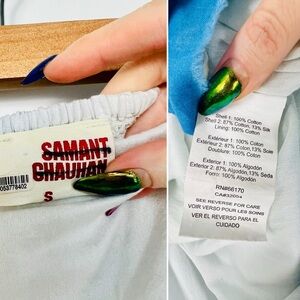 SAMANT
CHAUHAN
053778402
S
Shell 1: 100% Cotton
Shell 2: 87% Cotton, 13% Silk
Lining: 100% Cotton
Extérieur 1: 100% Coton
Extérieur 2: 87% Coton, 13% Soie
Doublure: 100% Coton
Exterior 1: 100% Algodón
Exterior 2: 87% Algodón, 13% Seda
Forro: 100% Algodón
RN#66170
CA#32054
SEE REVERSE FOR CARE
VOIR VERSO POUR LES SOINS
VER EL REVERSO PARA EL
CUIDADO